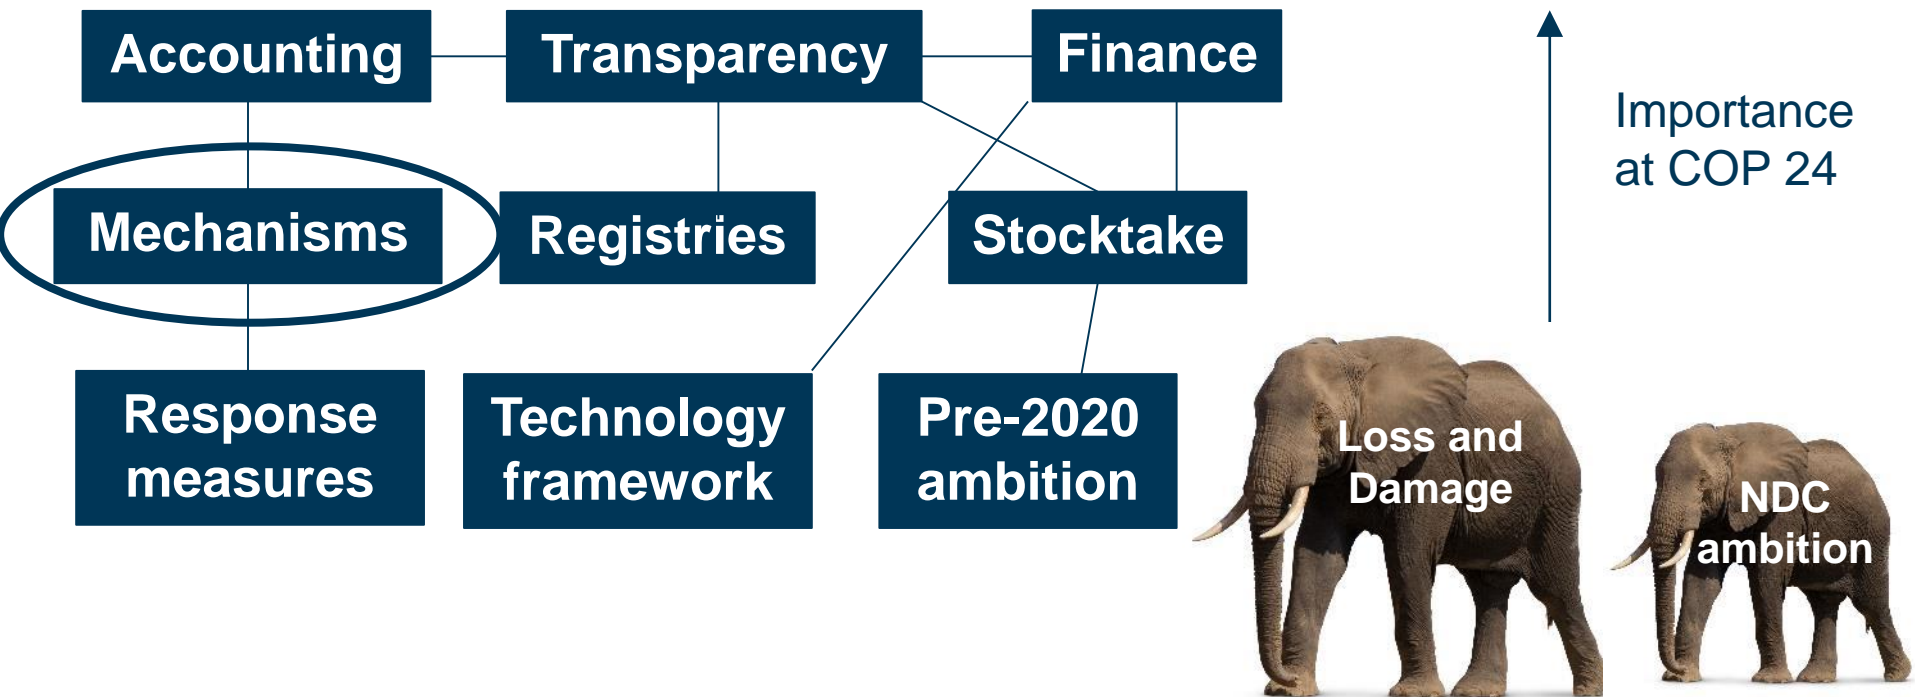 Accounting
Transparency
Finance
Importance
at COP 24
Mechanisms
Registries
Stocktake
Response
measures
Technology
framework
Pre-2020
ambition
Loss and
Damage
NDC
ambition